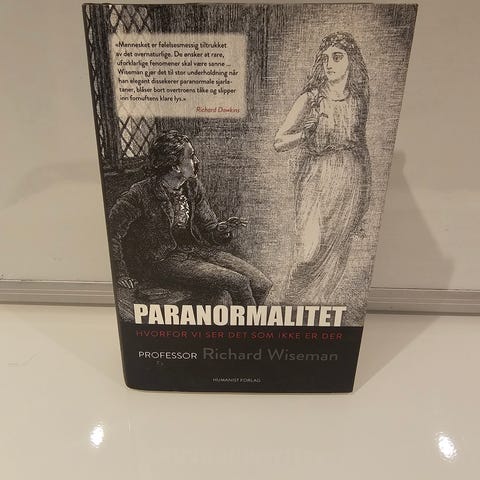 «Mennesket er følelsesmessig tiltrukket
av det overnaturlige. De ønsker at rare,
uforklarlige fenomener skal være sanne ...
Wiseman gjør det til stor underholdning når
han elegant dissekerer paranormale sjarla-
taner, blåser bort overtroens tåke og slipper
inn fornuftens klare lys.»
Richard Dawkins
PARANORMALITET
HVORFOR VI SER DET SOM IKKE ER DER
PROFESSOR Richard Wiseman
HUMANIST FORLAG